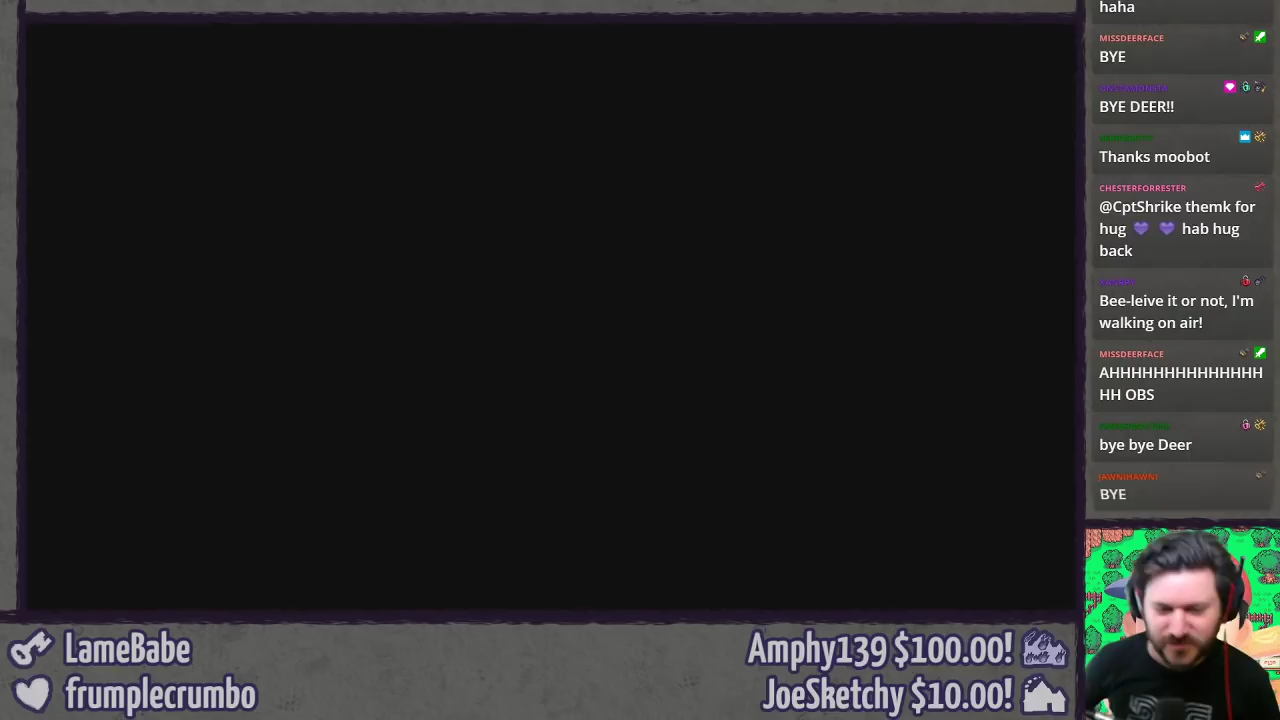 haha
MISSDEERFACE
BYE
BYE DEER!!
Thanks moobot
CHESTERFORRESTER
@CptShrike themk for
hug 💜 💜 hab hug
back
Bee-leive it or not, I'm
walking on air!
MISSDEERFACE
AHHHHHHHHHHHHHH
HH OBS
bye bye Deer
JAWNIHAWNI
BYE
LameBabe
frumplecrumbo
Amphy139 $100.00!
JoeSketchy $10.00!